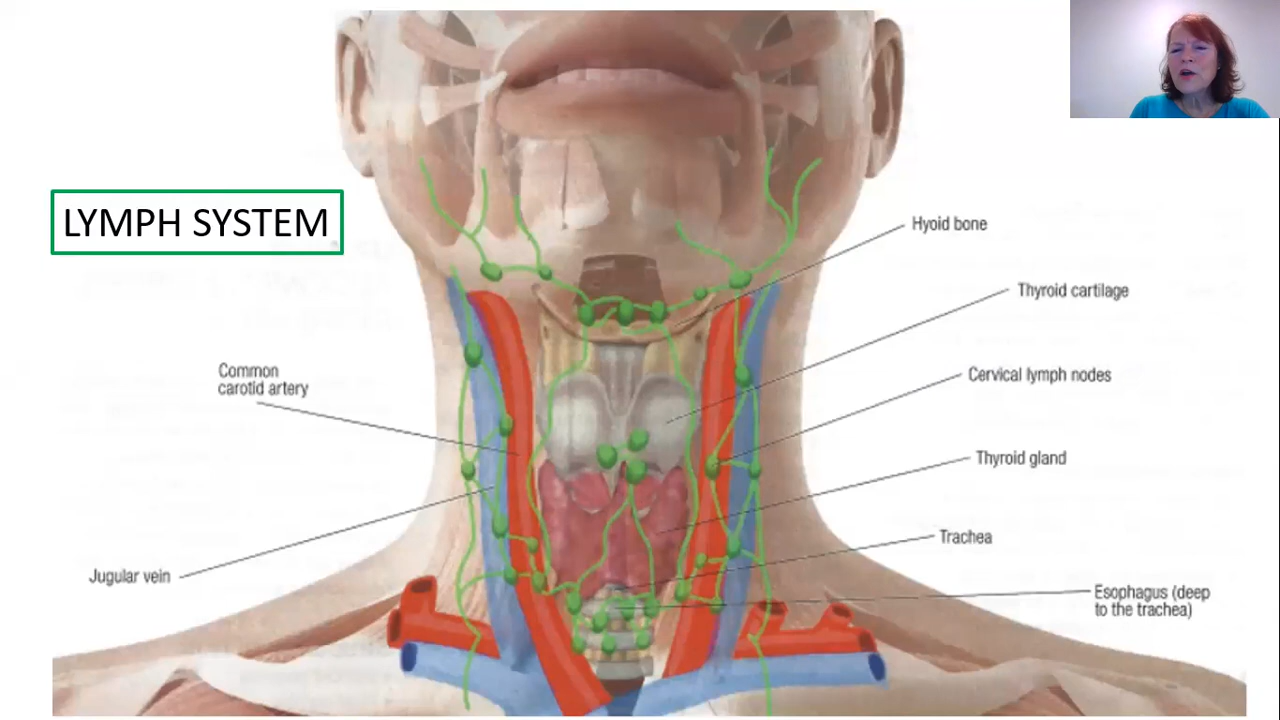 LYMPH SYSTEM
Hyoid bone
Thyroid cartilage
Common
carotid artery
Cervical lymph nodes
Thyroid gland
Trachea
Jugular vein
Esophagus (deep
to the trachea)